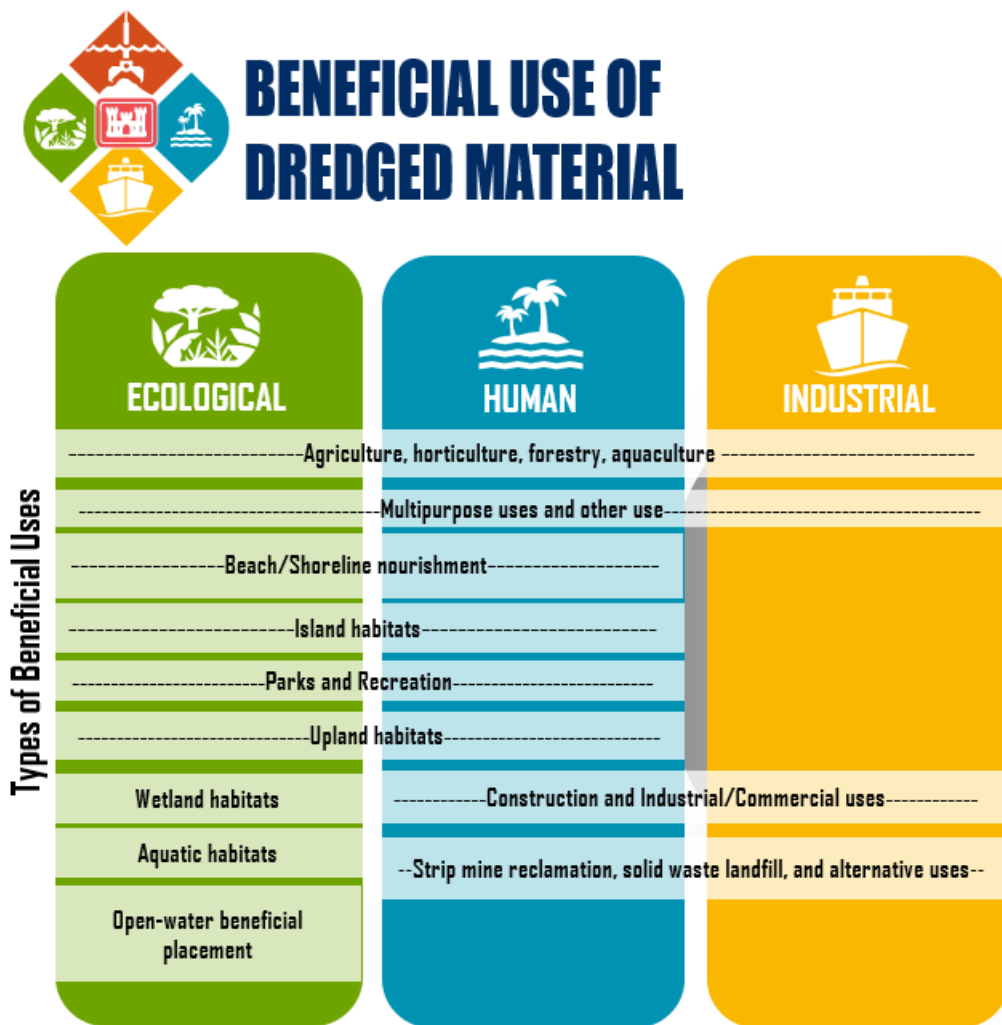 BENEFICIAL USE OF
DREDGED MATERIAL
ECOLOGICAL
HUMAN
INDUSTRIAL
Types of Beneficial Uses
Agriculture, horticulture, forestry, aquaculture
Multipurpose uses and other use
Beach/Shoreline nourishment
Island habitats
Parks and Recreation
Upland habitats
Wetland habitats
Construction and Industrial/Commercial uses
Aquatic habitats
Strip mine reclamation, solid waste landfill, and alternative uses
Open-water beneficial
placement